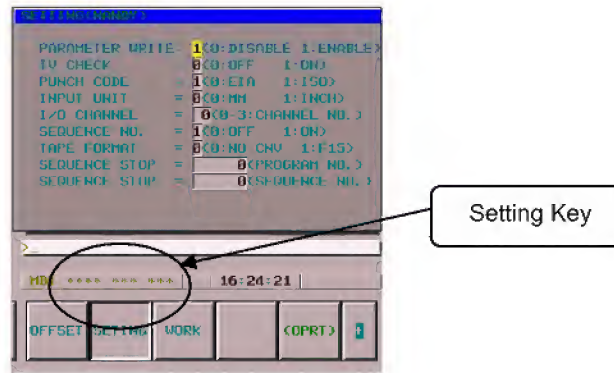 SETTING(HANDY)
PARAMETER WRITE= 1(0:DISABLE 1:ENABLE)
TV CHECK = 0(0:OFF 1:ON)
PUNCH CODE = 1(0:EIA 1:ISO)
INPUT UNIT = 0(0:MM 1:INCH)
I/O CHANNEL = 0(0-3:CHANNEL NO.)
SEQUENCE NO. = 1(0:OFF 1:ON)
TAPE FORMAT = 0(0:NO CNV 1:F15)
SEQUENCE STOP = 0(PROGRAM NO.)
SEQUENCE STOP = 0(SEQUENCE NO.)
Setting Key
>_
MDI **** *** *** 16:24:21
OFFSET SETTING WORK (OPRT)